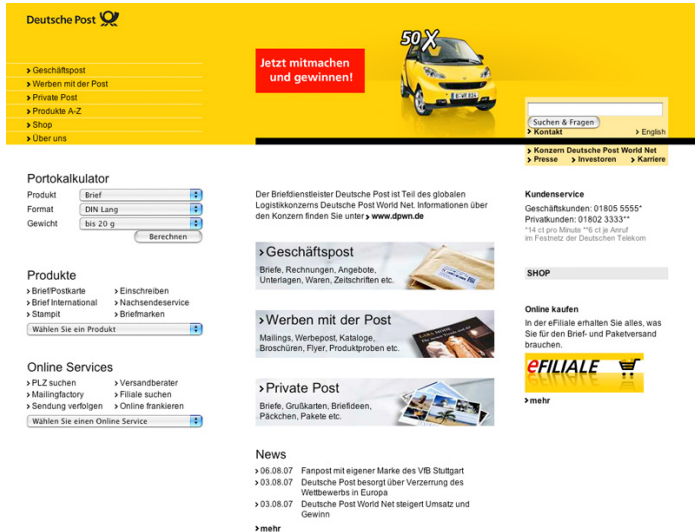 Deutsche Post
50 X
Jetzt mitmachen
und gewinnen!
Geschäftspost
Werben mit der Post
Private Post
Produkte A-Z
Shop
Über uns
Suchen & Fragen
Kontakt
English
Konzern Deutsche Post World Net
Presse
Investoren
Karriere
Portokalkulator
Produkt
Brief
Format
DIN Lang
Gewicht
bis 20 g
Berechnen
Produkte
Brief/Postkarte
Einschreiben
Brief International
Nachsendeservice
Stampit
Briefmarken
Wählen Sie ein Produkt
Online Services
PLZ suchen
Versandberater
Mailingfactory
Filiale suchen
Sendung verfolgen
Online frankieren
Wählen Sie einen Online Service
Der Briefdienstleister Deutsche Post ist Teil des globalen
Logistikkonzerns Deutsche Post World Net. Informationen über
den Konzern finden Sie unter › www.dpwn.de
Geschäftspost
Briefe, Rechnungen, Angebote,
Unterlagen, Waren, Zeitschriften etc.
Werben mit der Post
Mailings, Werbepost, Kataloge,
Broschüren, Flyer, Produktproben etc.
Private Post
Briefe, Grußkarten, Briefideen,
Päckchen, Pakete etc.
News
06.08.07 Fanpost mit eigener Marke des VfB Stuttgart
03.08.07 Deutsche Post besorgt über Verzerrung des
Wettbewerbs in Europa
03.08.07 Deutsche Post World Net steigert Umsatz und
Gewinn
mehr
Kundenservice
Geschäftskunden: 01805 5555*
Privatkunden: 01802 3333**
*14 ct pro Minute **6 ct je Anruf
im Festnetz der Deutschen Telekom
SHOP
Online kaufen
In der eFiliale erhalten Sie alles, was
Sie für den Brief- und Paketversand
brauchen.
eFILIALE
mehr